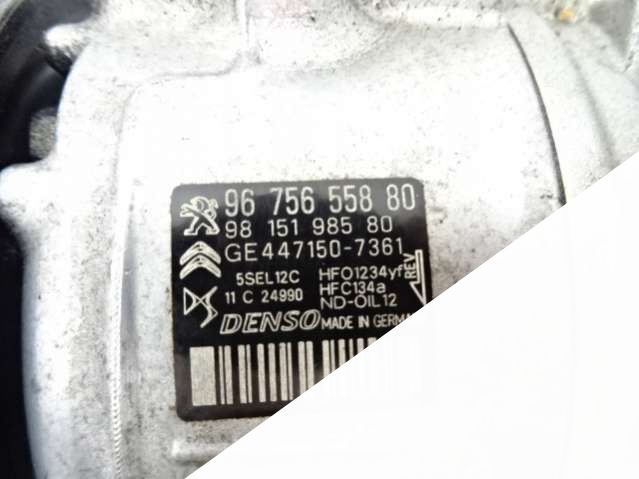 96 756 558 80
98 151 985 80
GE447150-7361
5SEL12C HFO1234yf
11 C 24990 HFC134a
ND-OIL12
REV
DENSO MADE IN GERMA